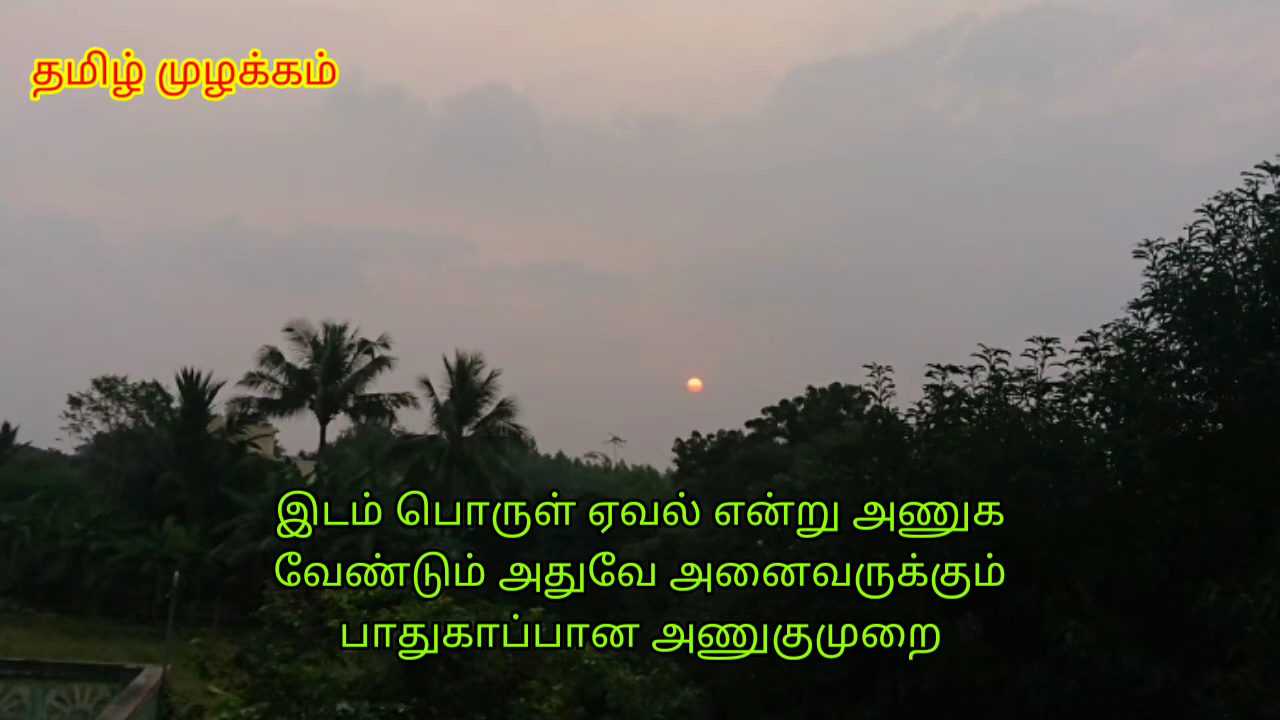 தமிழ் முழக்கம்
இடம் பொருள் ஏவல் என்று அணுக
வேண்டும் அதுவே அனைவருக்கும்
பாதுகாப்பான அணுகுமுறை